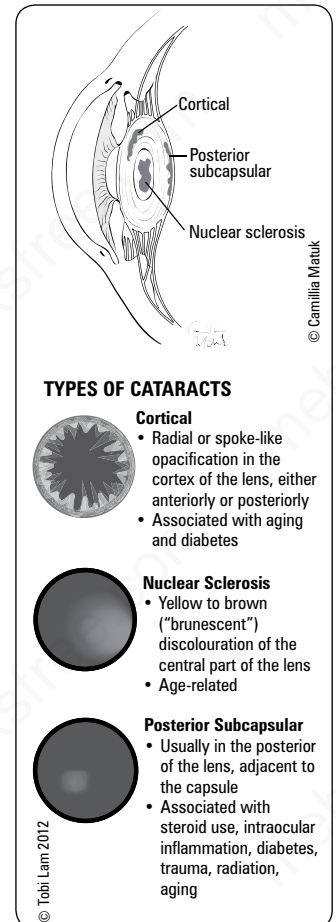 Cortical
Posterior
subcapsular
Nuclear sclerosis
© Camillia Matuk
TYPES OF CATARACTS
Cortical
• Radial or spoke-like
opacification in the
cortex of the lens, either
anteriorly or posteriorly
• Associated with aging
and diabetes
Nuclear Sclerosis
• Yellow to brown
(“brunescent”)
discolouration of the
central part of the lens
• Age-related
Posterior Subcapsular
• Usually in the posterior
of the lens, adjacent to
the capsule
• Associated with
steroid use, intraocular
inflammation, diabetes,
trauma, radiation,
aging
© Tobi Lam 2012